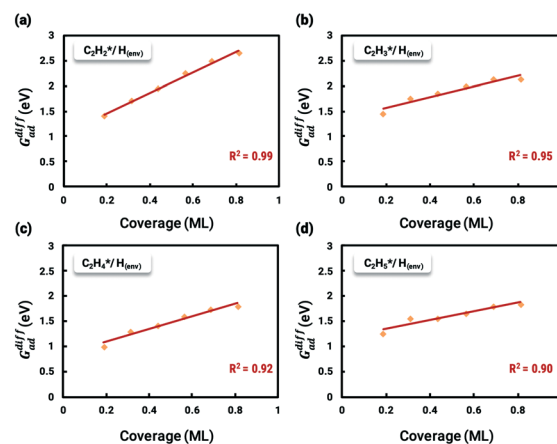 (a)
C₂H₂*/ H(env)
G_ad^diff (eV)
3
2.5
2
1.5
1
0.5
0
R² = 0.99
0 0.2 0.4 0.6 0.8 1
Coverage (ML)
(b)
C₂H₃*/ H(env)
G_ad^diff (eV)
3
2.5
2
1.5
1
0.5
0
R² = 0.95
0 0.2 0.4 0.6 0.8 1
Coverage (ML)
(c)
C₂H₄*/ H(env)
G_ad^diff (eV)
3
2.5
2
1.5
1
0.5
0
R² = 0.92
0 0.2 0.4 0.6 0.8 1
Coverage (ML)
(d)
C₂H₅*/ H(env)
G_ad^diff (eV)
3
2.5
2
1.5
1
0.5
0
R² = 0.90
0 0.2 0.4 0.6 0.8 1
Coverage (ML)